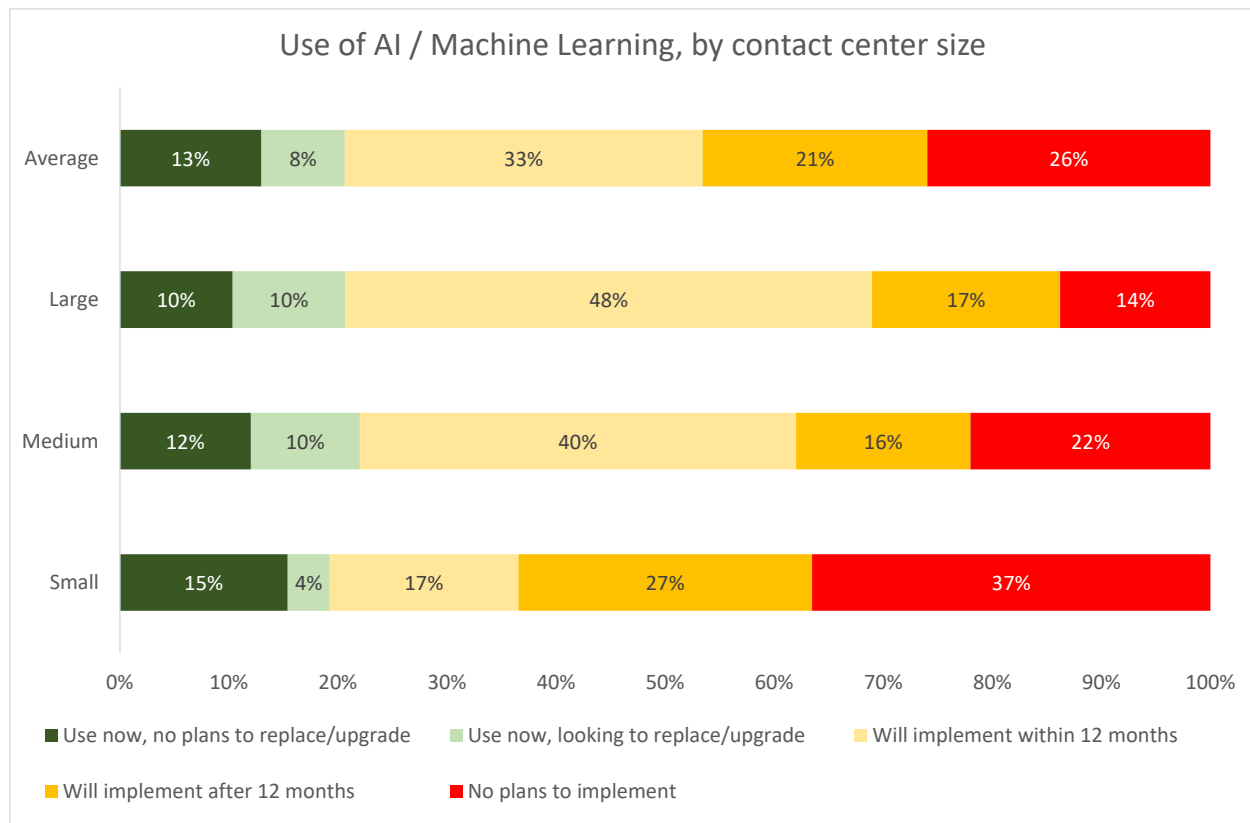 Use of AI / Machine Learning, by contact center size
Average 13% 8% 33% 21% 26%
Large 10% 10% 48% 17% 14%
Medium 12% 10% 40% 16% 22%
Small 15% 4% 17% 27% 37%
0% 10% 20% 30% 40% 50% 60% 70% 80% 90% 100%
Use now, no plans to replace/upgrade Use now, looking to replace/upgrade Will implement within 12 months
Will implement after 12 months No plans to implement